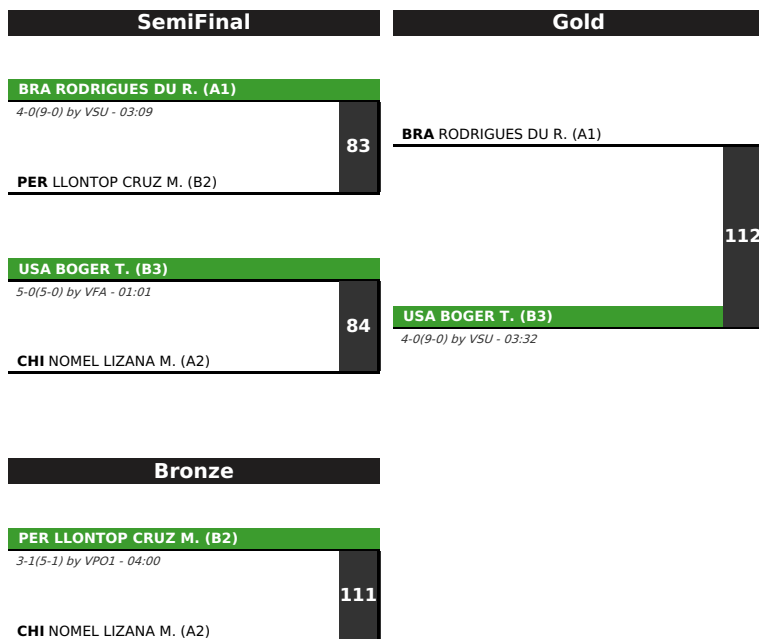 SemiFinal
BRA RODRIGUES DU R. (A1)
4-0(9-0) by VSU - 03:09
83
PER LLONTOP CRUZ M. (B2)
USA BOGER T. (B3)
5-0(5-0) by VFA - 01:01
84
CHI NOMEL LIZANA M. (A2)
Gold
BRA RODRIGUES DU R. (A1)
112
USA BOGER T. (B3)
4-0(9-0) by VSU - 03:32
Bronze
PER LLONTOP CRUZ M. (B2)
3-1(5-1) by VPO1 - 04:00
111
CHI NOMEL LIZANA M. (A2)